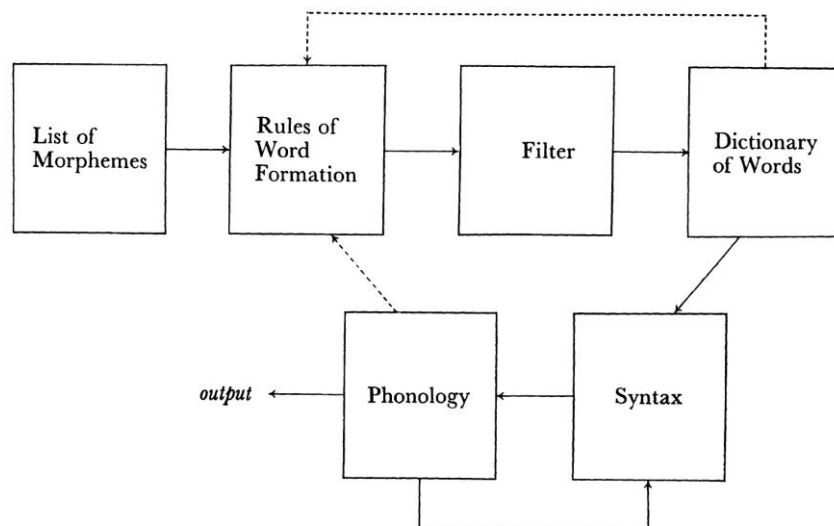 List of
Morphemes
Rules of
Word
Formation
Filter
Dictionary
of Words
output
Phonology
Syntax